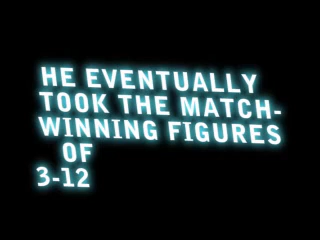 HE EVENTUALLY
TOOK THE MATCH-
WINNING FIGURES
OF
3-12